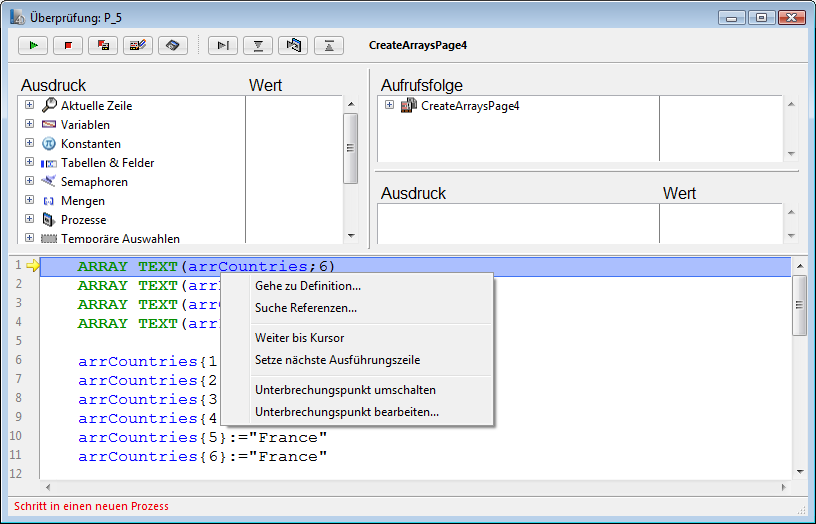 Überprüfung: P_5
CreateArraysPage4
Ausdruck Wert
Aktuelle Zeile
Variablen
Konstanten
Tabellen & Felder
Semaphoren
Mengen
Prozesse
Temporäre Auswahlen
Aufrufsfolge
CreateArraysPage4
Ausdruck Wert
1 ARRAY TEXT(arrCountries;6)
2 ARRAY TEXT(arr
3 ARRAY TEXT(arr
4 ARRAY TEXT(arr
5
6 arrCountries{1
7 arrCountries{2
8 arrCountries{3
9 arrCountries{4
10 arrCountries{5}:="France"
11 arrCountries{6}:="France"
12
Gehe zu Definition...
Suche Referenzen...
Weiter bis Kursor
Setze nächste Ausführungszeile
Unterbrechungspunkt umschalten
Unterbrechungspunkt bearbeiten...
Schritt in einen neuen Prozess